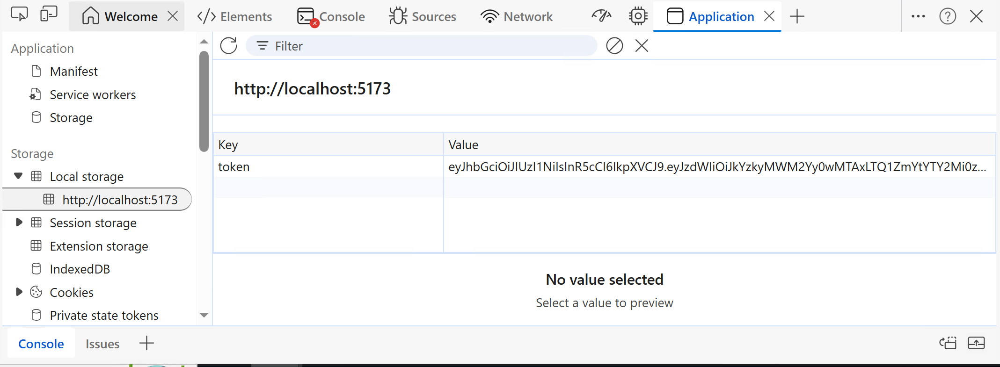 Welcome
Elements
Console
Sources
Network
Application
Filter
Application
Manifest
Service workers
Storage
Storage
Local storage
http://localhost:5173
Session storage
Extension storage
IndexedDB
Cookies
Private state tokens
http://localhost:5173
Key Value
token eyJhbGciOiJIUzI1NiIsInR5cCI6IkpXVCJ9.eyJzdWIiOiJkYzkyMWM2Yy0wMTAxLTQ1ZmYtYTY2Mi0z...
No value selected
Select a value to preview
Console
Issues